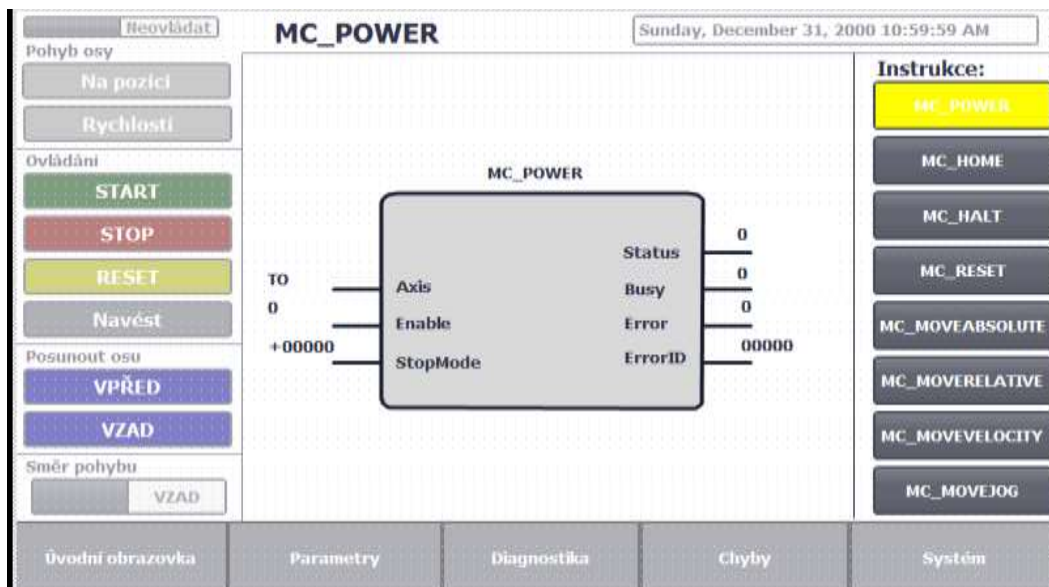 Neovládat
MC_POWER
Sunday, December 31, 2000 10:59:59 AM
Pohyb osy
Na pozici
Rychlostí
Ovládání
START
STOP
RESET
Navést
Posunout osu
VPŘED
VZAD
Směr pohybu
VZAD
MC_POWER
TO
Axis
0
Enable
+00000
StopMode
0
Status
0
Busy
0
Error
00000
ErrorID
Instrukce:
MC_POWER
MC_HOME
MC_HALT
MC_RESET
MC_MOVEABSOLUTE
MC_MOVERELATIVE
MC_MOVEVELOCITY
MC_MOVEJOG
Úvodní obrazovka
Parametry
Diagnostika
Chyby
Systém